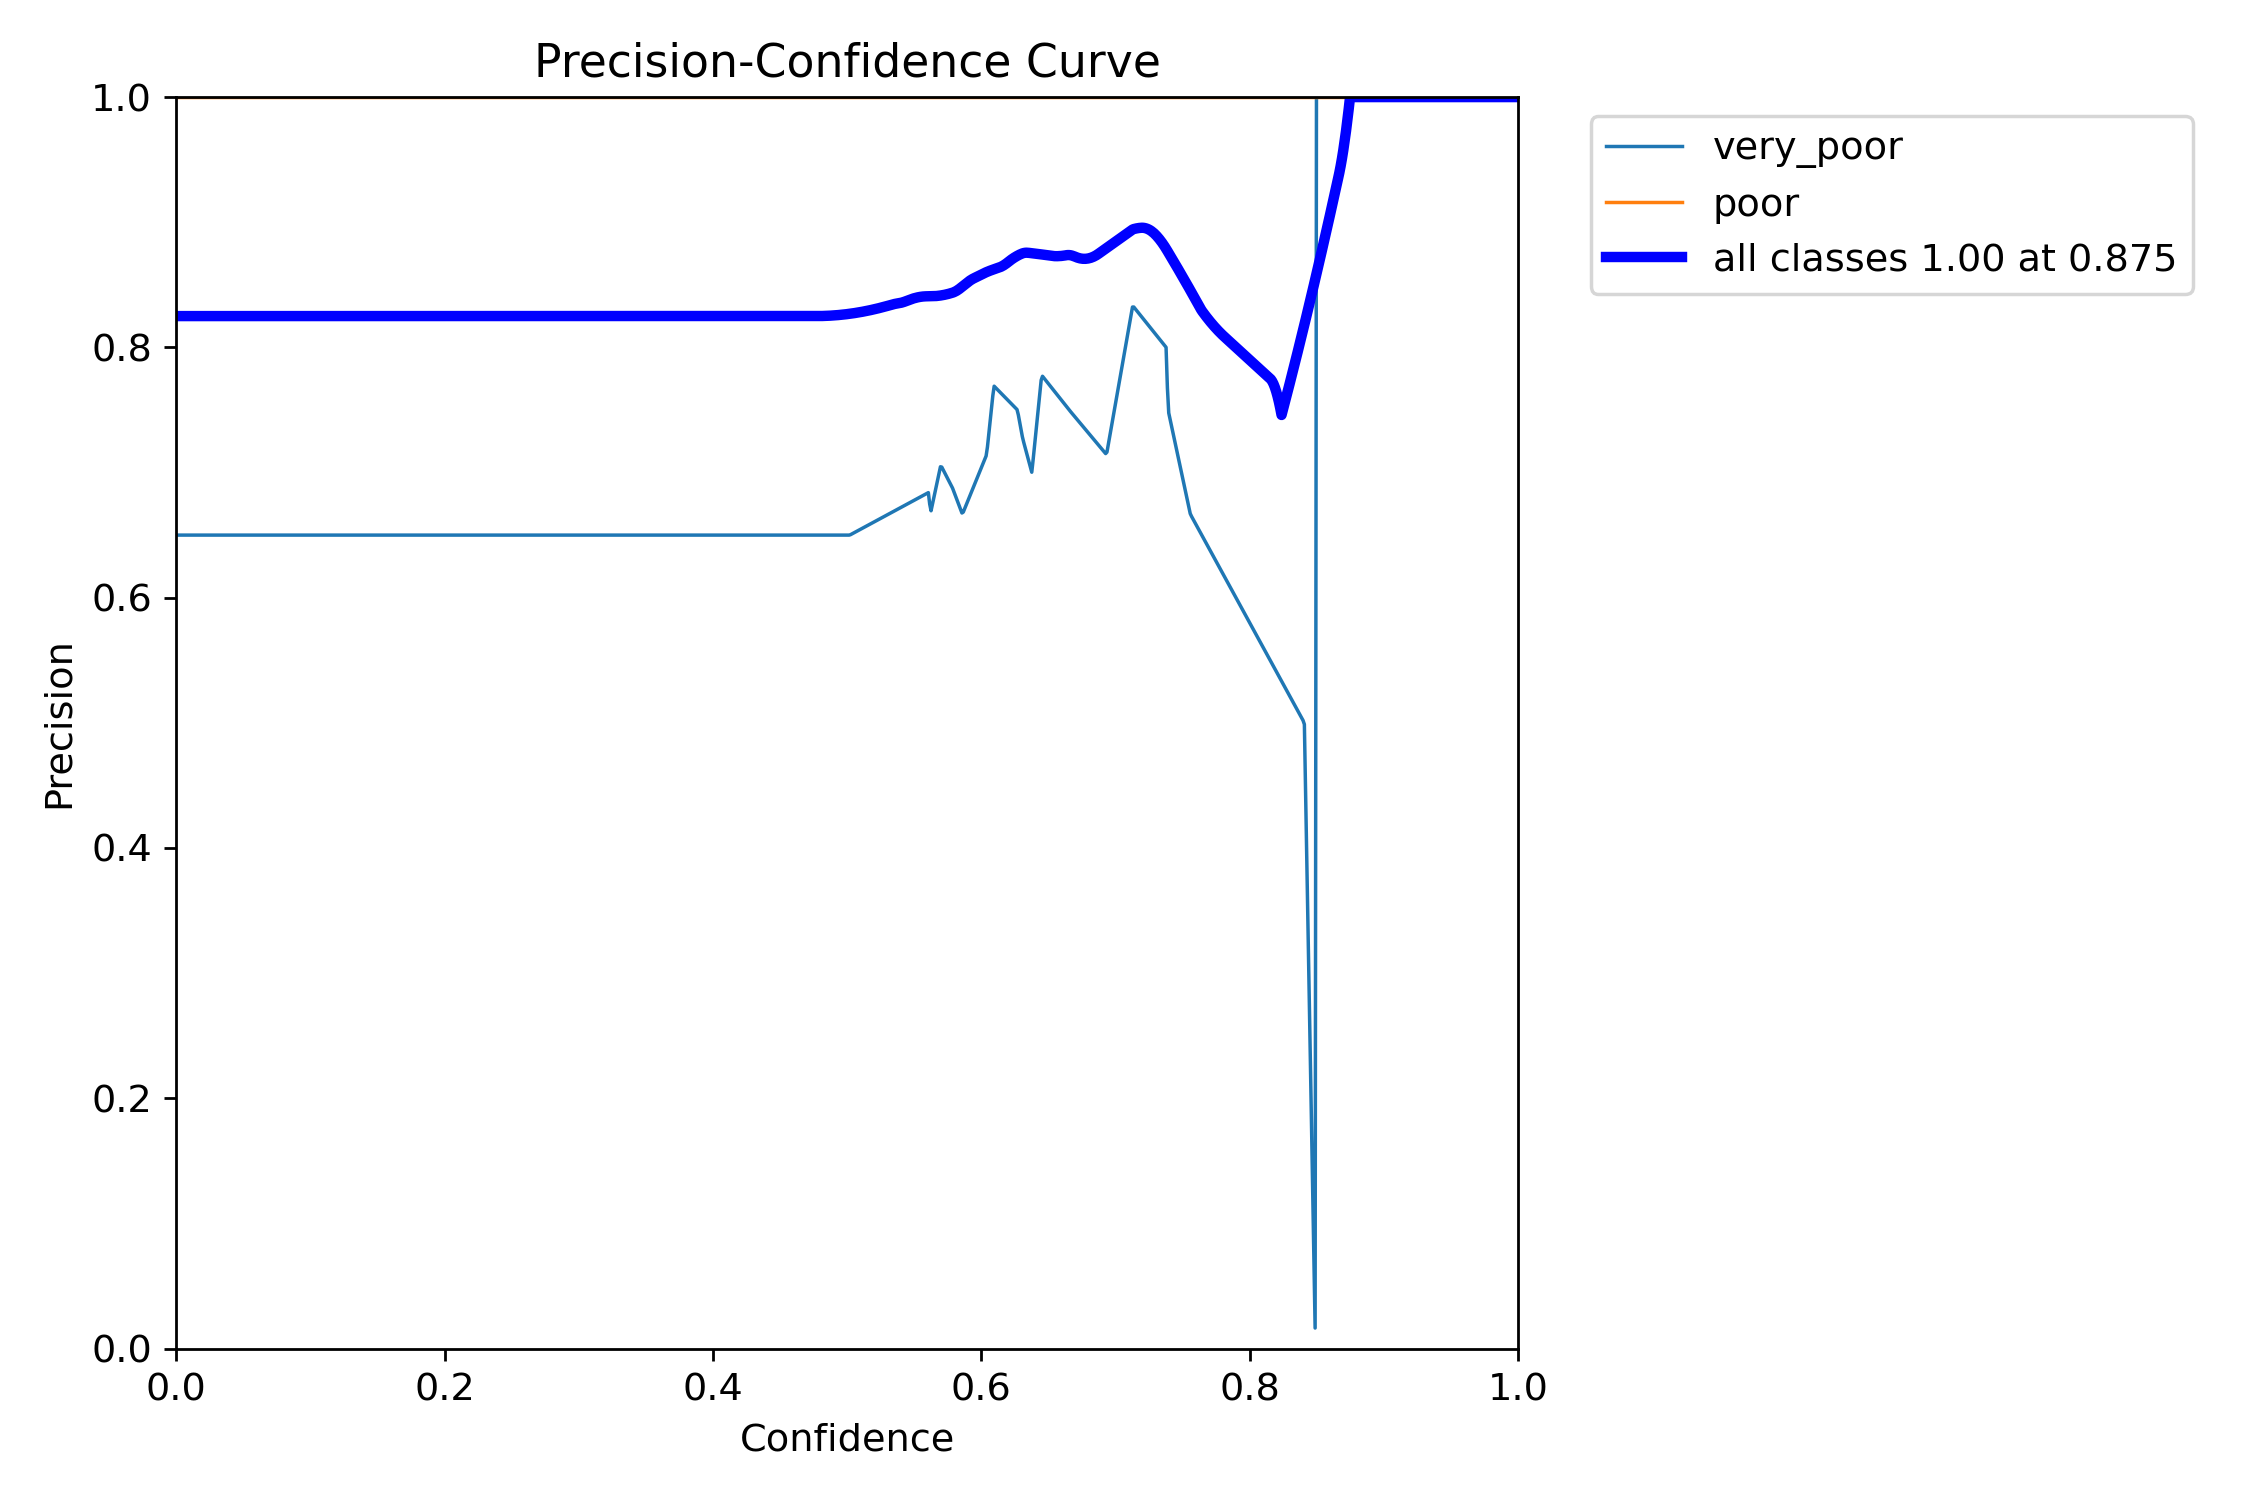 Precision-Confidence Curve
1.0
0.8
0.6
0.4
0.2
0.0
Precision
0.0 0.2 0.4 0.6 0.8 1.0
Confidence
very_poor
poor
all classes 1.00 at 0.875